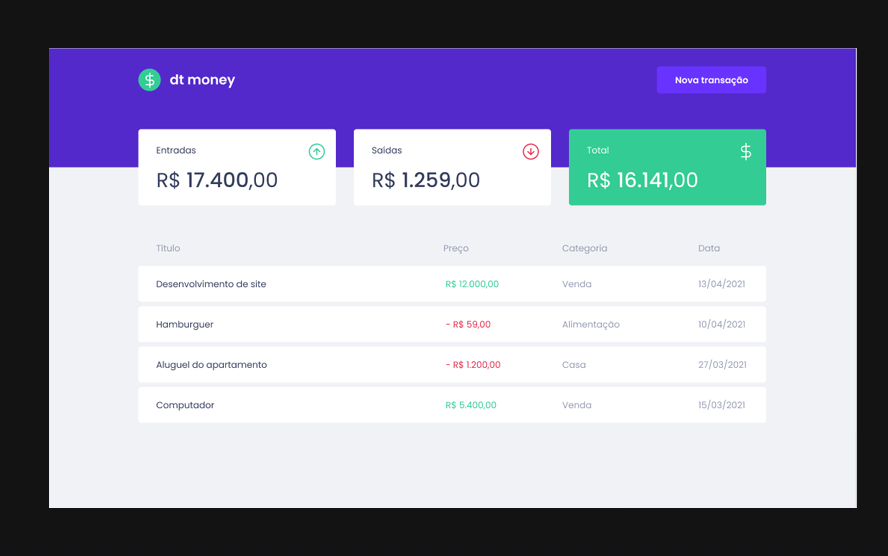 dt money
Nova transação
Entradas
R$ 17.400,00
Saídas
R$ 1.259,00
Total
R$ 16.141,00
Título Preço Categoria Data
Desenvolvimento de site R$ 12.000,00 Venda 13/04/2021
Hamburguer - R$ 59,00 Alimentação 10/04/2021
Aluguel do apartamento - R$ 1.200,00 Casa 27/03/2021
Computador R$ 5.400,00 Venda 15/03/2021